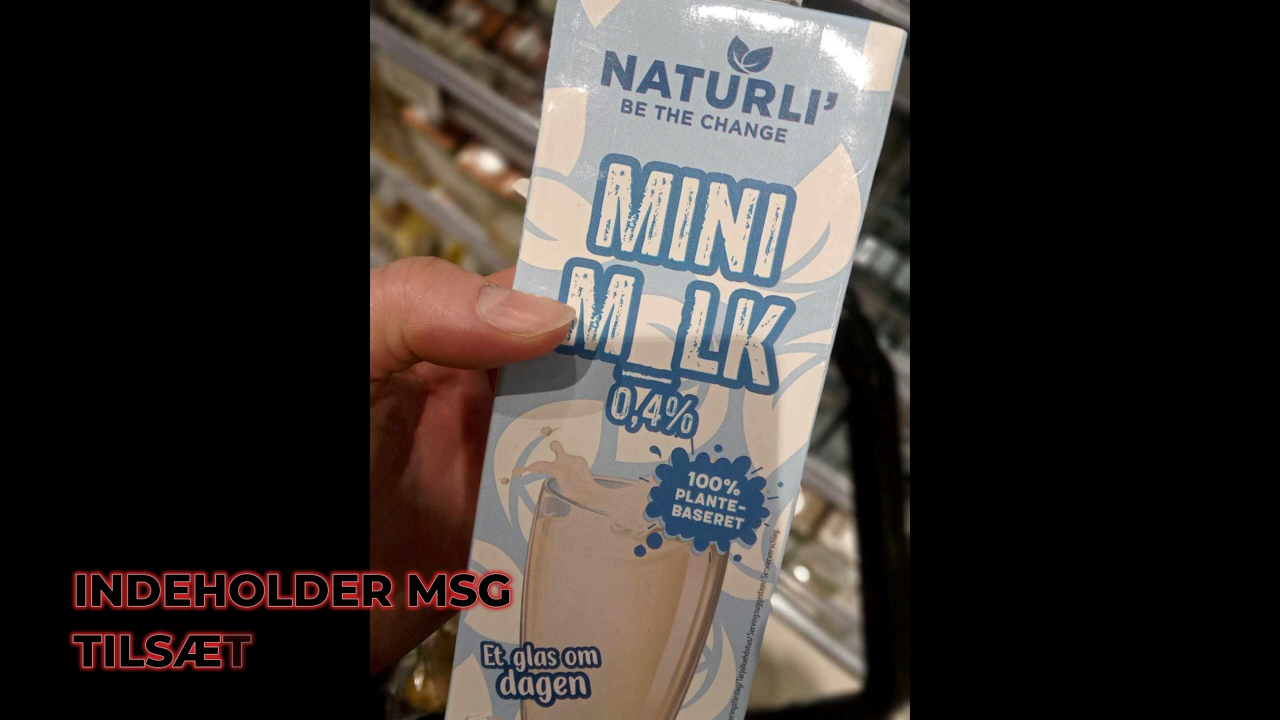 NATURLI'
BE THE CHANGE
MINI
M_LK
0,4%
100%
PLANTE-
BASERET
Et glas om
dagen
INDEHOLDER MSG
TILSÆT